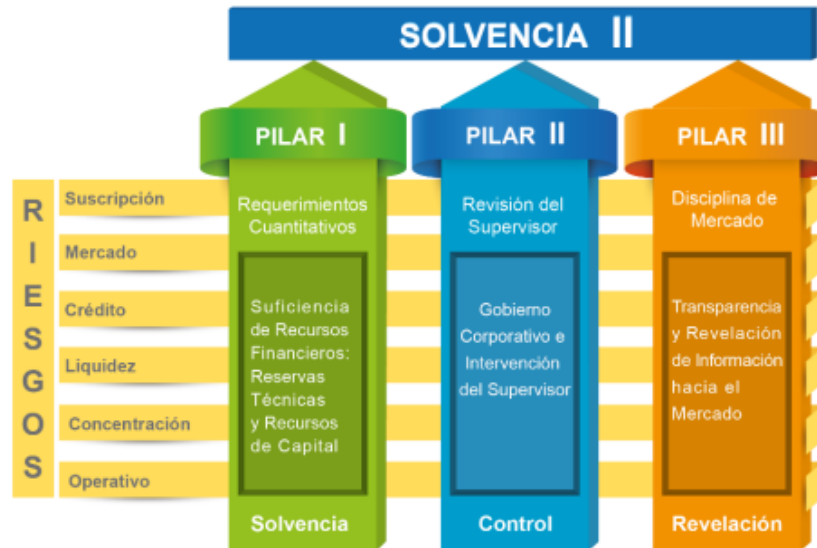 SOLVENCIA II
PILAR I
PILAR II
PILAR III
RIESGOS
Suscripción
Mercado
Crédito
Liquidez
Concentración
Operativo
Requerimientos
Cuantitativos
Suficiencia
de Recursos
Financieros:
Reservas
Técnicas
y Recursos
de Capital
Solvencia
Revisión del
Supervisor
Gobierno
Corporativo e
Intervención
del Supervisor
Control
Disciplina de
Mercado
Transparencia
y Revelación
de Información
hacia el
Mercado
Revelación